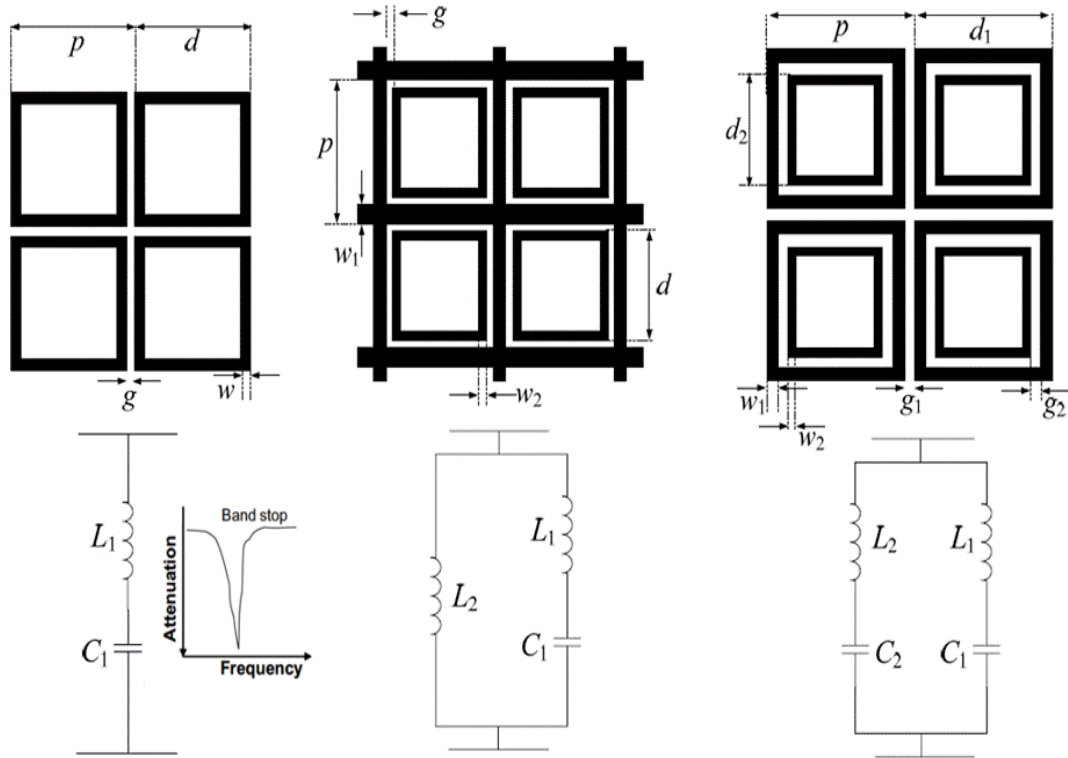 p
d
g
w
g
p
w₁
d
w₂
p
d₁
d₂
w₁
w₂
g₁
g₂
L₁
C₁
Band stop
Attenuation
Frequency
L₂
L₁
C₁
L₂
L₁
C₂
C₁